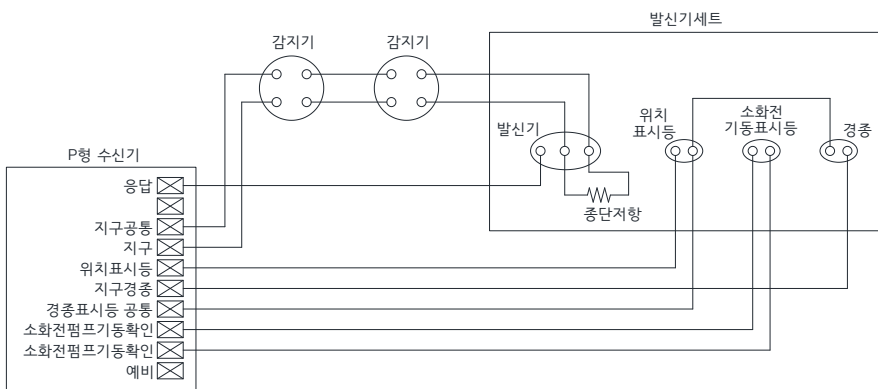 발신기세트
감지기
감지기
위치
표시등
소화전
기동표시등
경종
발신기
종단저항
P형 수신기
응답
지구공통
지구
위치표시등
지구경종
경종표시등 공통
소화전펌프기동확인
소화전펌프기동확인
예비